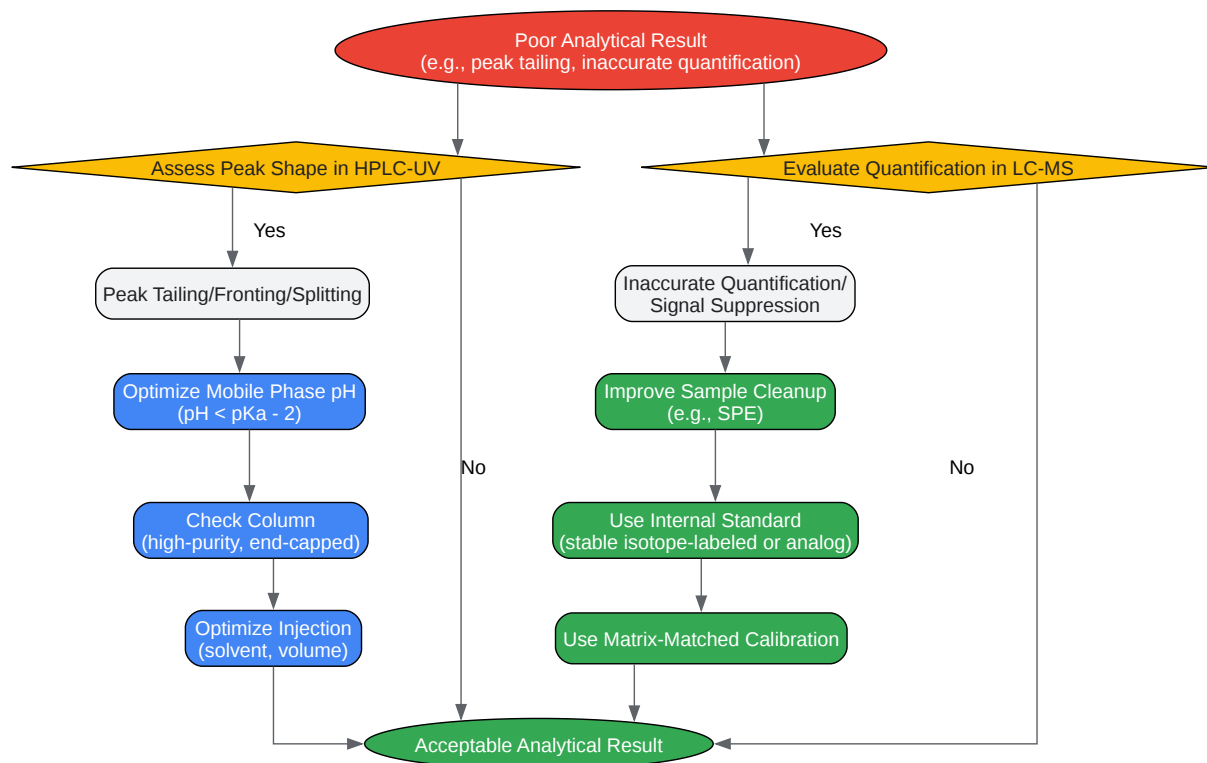 Poor Analytical Result
(e.g., peak tailing, inaccurate quantification)
Assess Peak Shape in HPLC-UV
Evaluate Quantification in LC-MS
Yes
Yes
Peak Tailing/Fronting/Splitting
Inaccurate Quantification/
Signal Suppression
Optimize Mobile Phase pH
(pH < pKa - 2)
Improve Sample Cleanup
(e.g., SPE)
No
No
Check Column
(high-purity, end-capped)
Use Internal Standard
(stable isotope-labeled or analog)
Optimize Injection
(solvent, volume)
Use Matrix-Matched Calibration
Acceptable Analytical Result